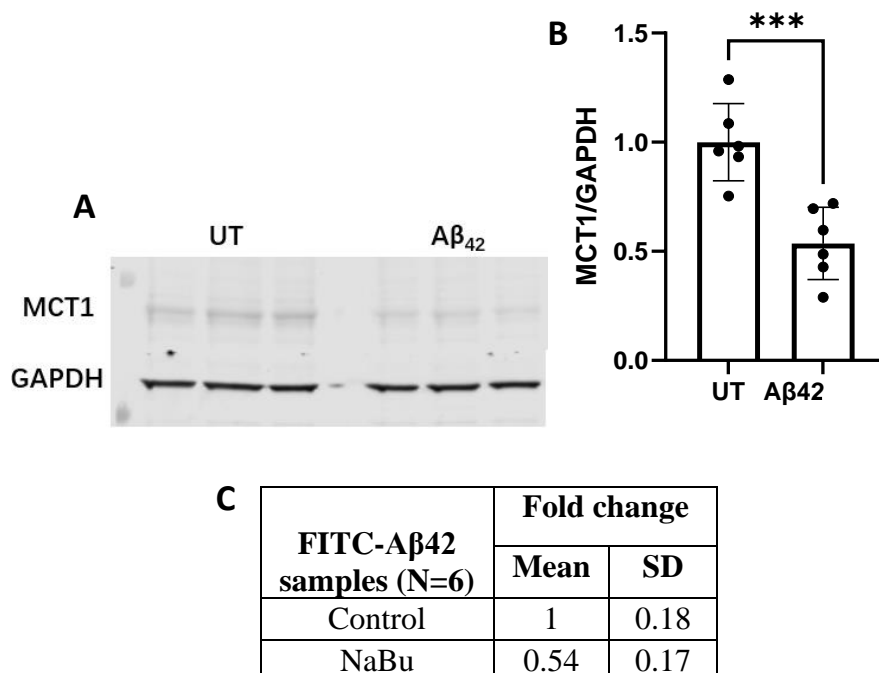 A
UT Aβ₄₂
MCT1
GAPDH
B
***
MCT1/GAPDH
1.5
1.0
0.5
0.0
UT Aβ42
C
FITC-Aβ42 samples (N=6)
Fold change
Mean SD
Control 1 0.18
NaBu 0.54 0.17